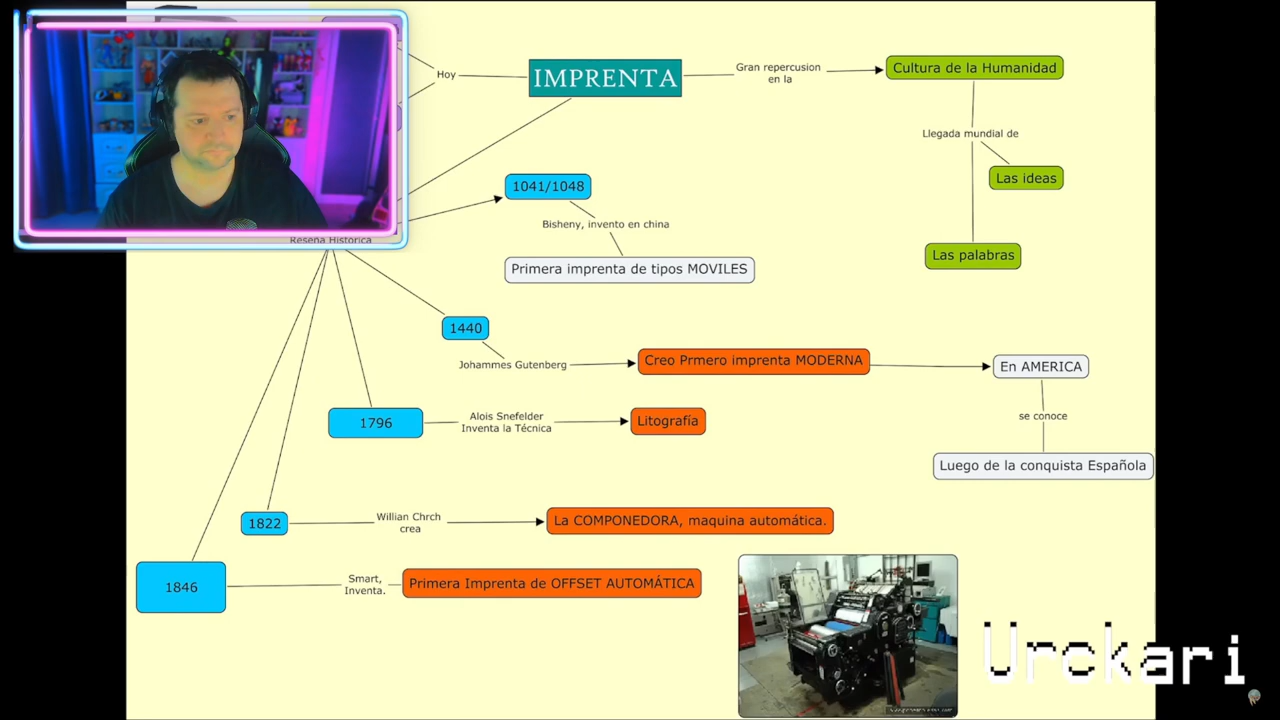 Hoy
IMPRENTA
Gran repercusion
en la
Cultura de la Humanidad
Llegada mundial de
Las ideas
Las palabras
1041/1048
Bisheny, invento en china
Primera imprenta de tipos MOVILES
Reseña Historica
1440
Johammes Gutenberg
Creo Prmero imprenta MODERNA
En AMERICA
se conoce
Luego de la conquista Española
1796
Alois Snefelder
Inventa la Técnica
Litografía
1822
Willian Chrch
crea
La COMPONEDORA, maquina automática.
1846
Smart,
Inventa.
Primera Imprenta de OFFSET AUTOMÁTICA
Urckari